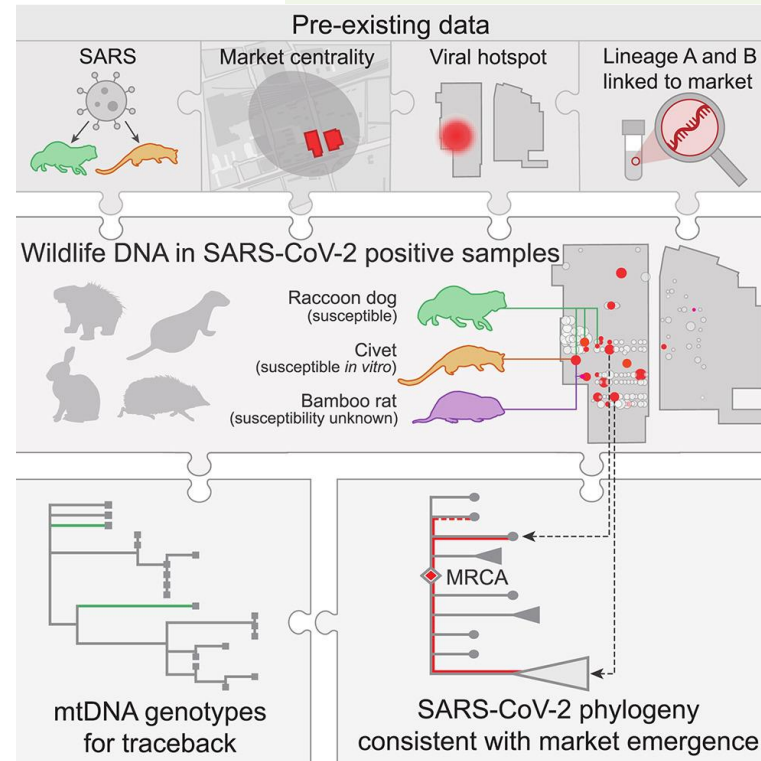 Pre-existing data
SARS
Market centrality
Viral hotspot
Lineage A and B
linked to market
Wildlife DNA in SARS-CoV-2 positive samples
Raccoon dog
(susceptible)
Civet
(susceptible in vitro)
Bamboo rat
(susceptibility unknown)
MRCA
mtDNA genotypes
for traceback
SARS-CoV-2 phylogeny
consistent with market emergence